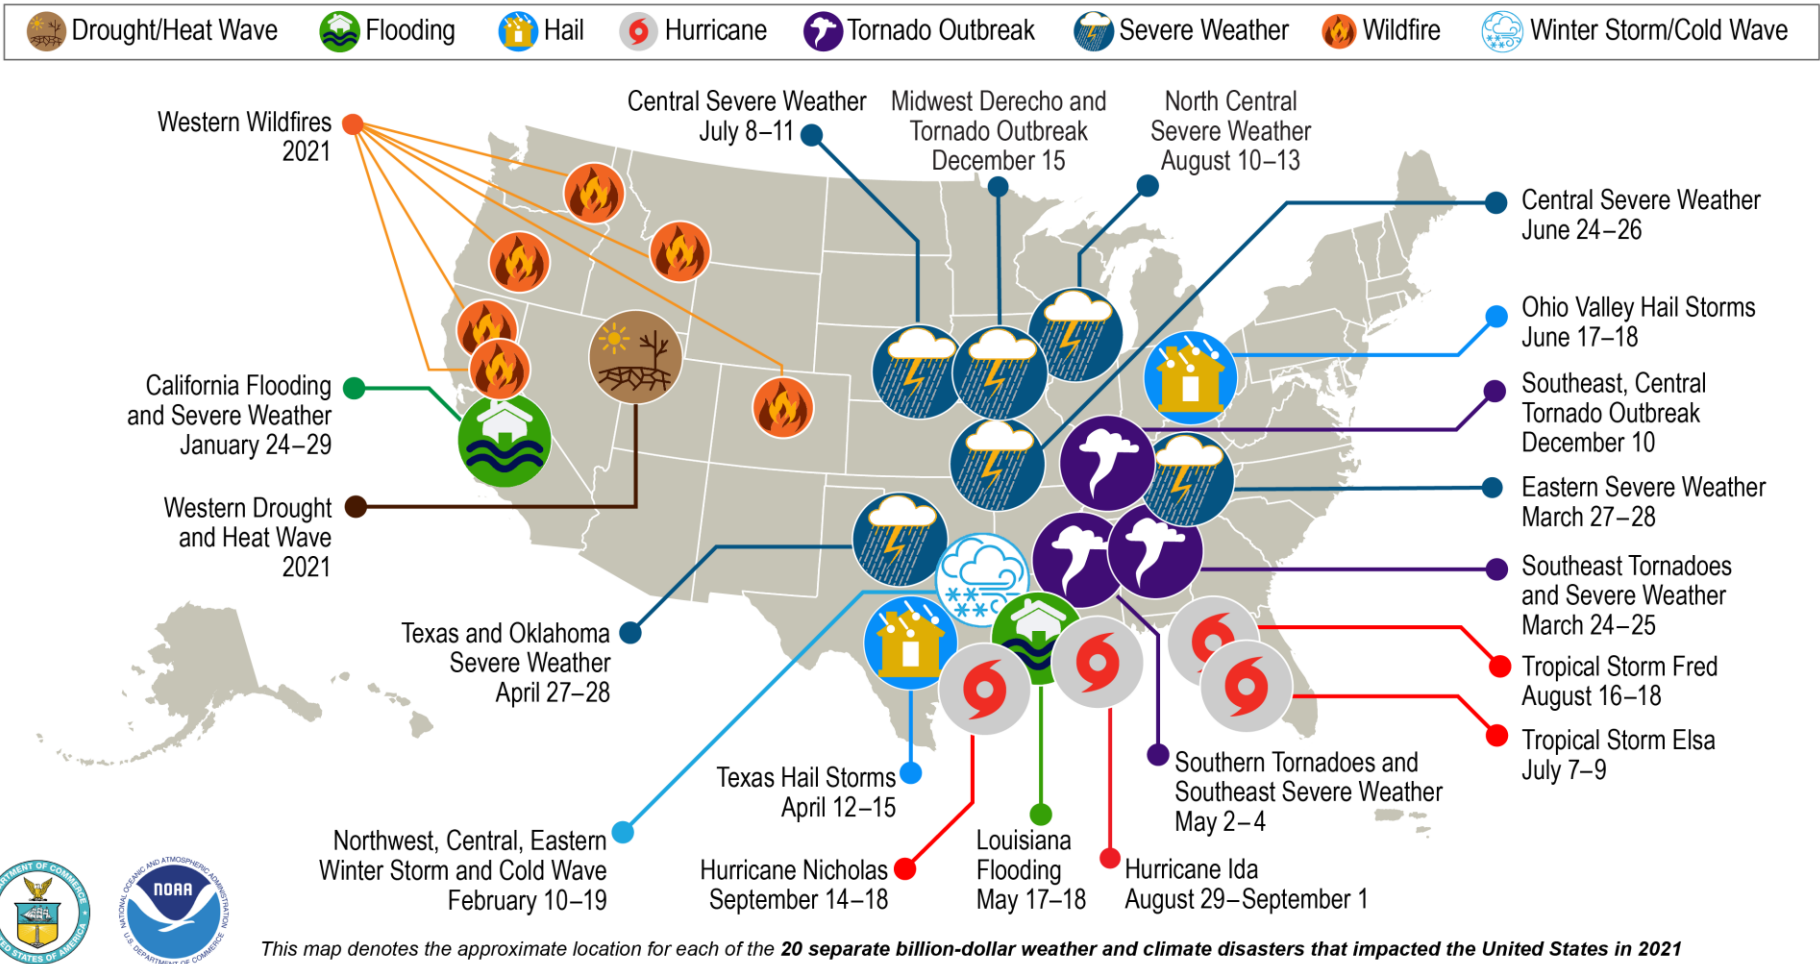 Drought/Heat Wave
Flooding
Hail
Hurricane
Tornado Outbreak
Severe Weather
Wildfire
Winter Storm/Cold Wave
Western Wildfires
2021
Central Severe Weather
July 8–11
Midwest Derecho and
Tornado Outbreak
December 15
North Central
Severe Weather
August 10–13
Central Severe Weather
June 24–26
Ohio Valley Hail Storms
June 17–18
Southeast, Central
Tornado Outbreak
December 10
Eastern Severe Weather
March 27–28
Southeast Tornadoes
and Severe Weather
March 24–25
Tropical Storm Fred
August 16–18
Tropical Storm Elsa
July 7–9
California Flooding
and Severe Weather
January 24–29
Western Drought
and Heat Wave
2021
Texas and Oklahoma
Severe Weather
April 27–28
Texas Hail Storms
April 12–15
Southern Tornadoes and
Southeast Severe Weather
May 2–4
Northwest, Central, Eastern
Winter Storm and Cold Wave
February 10–19
Hurricane Nicholas
September 14–18
Louisiana
Flooding
May 17–18
Hurricane Ida
August 29–September 1
NATIONAL OCEANIC AND ATMOSPHERIC ADMINISTRATION
NOAA
U.S. DEPARTMENT OF COMMERCE
This map denotes the approximate location for each of the 20 separate billion-dollar weather and climate disasters that impacted the United States in 2021